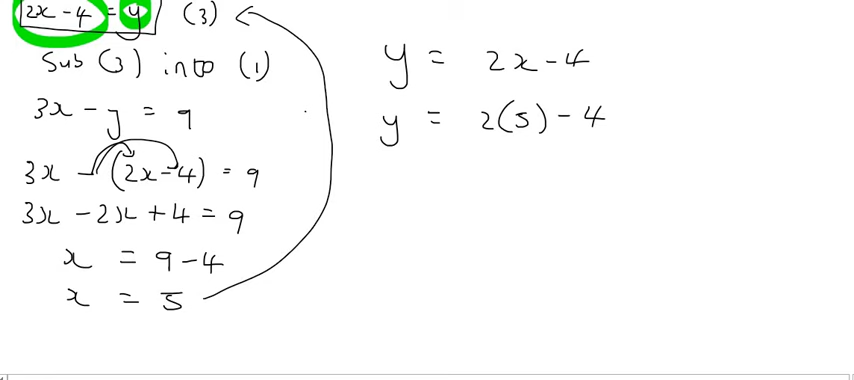 2x - 4 = y (3)
Sub (3) into (1)
3x - y = 9
3x - (2x - 4) = 9
3x - 2x + 4 = 9
x = 9 - 4
x = 5
y = 2x - 4
y = 2(5) - 4